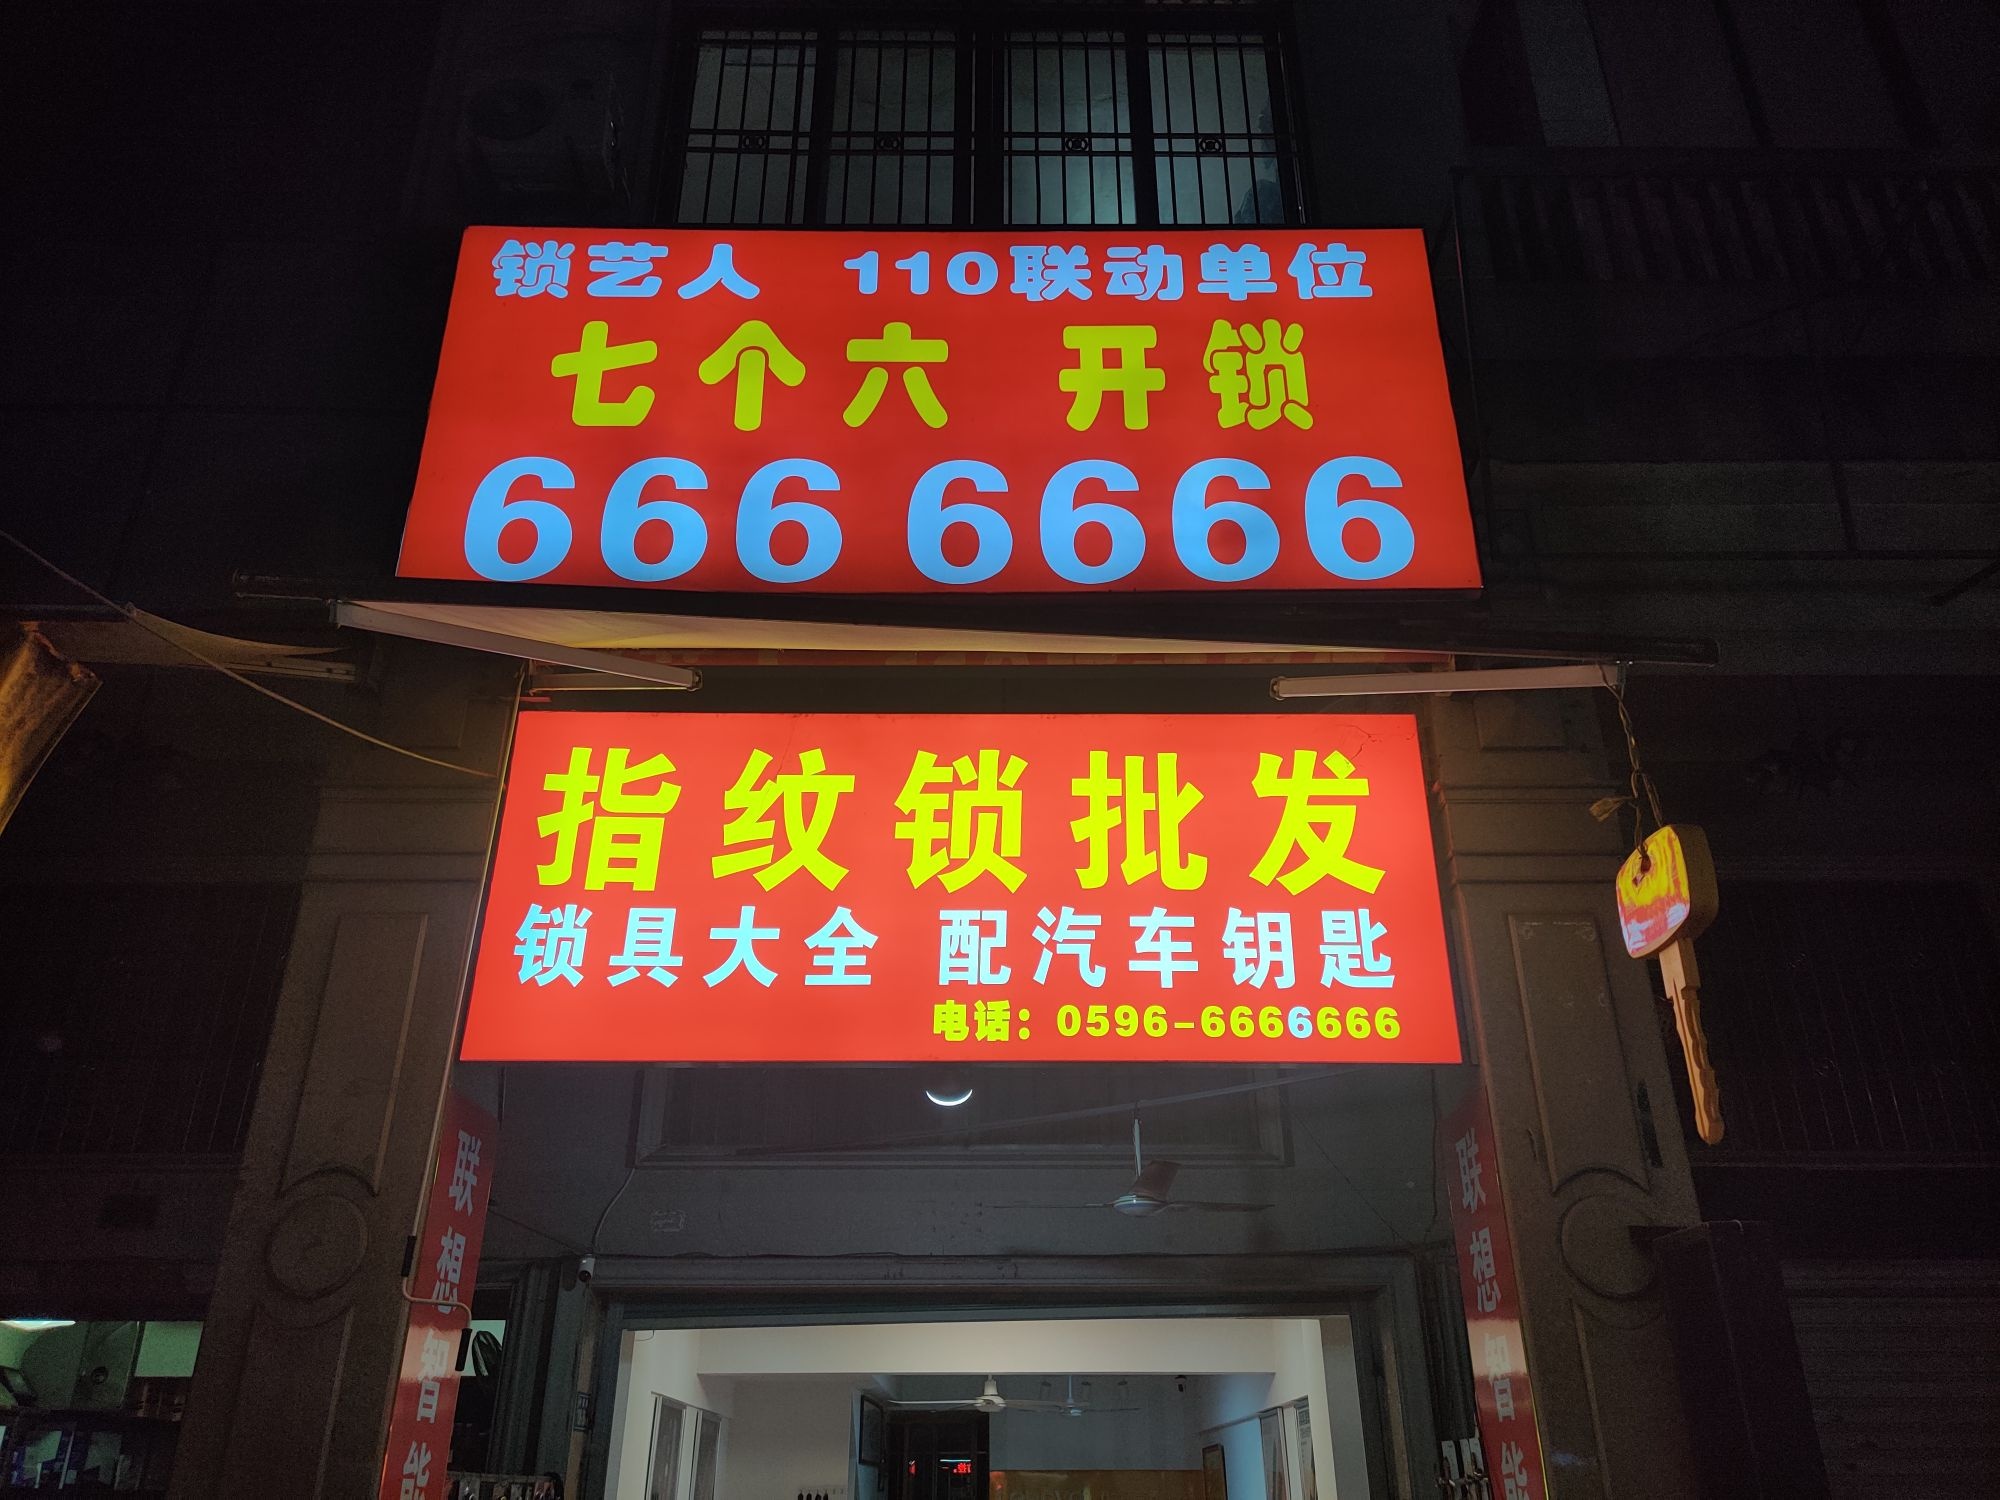 锁艺人 110联动单位
七个六 开锁
666 6666
指纹锁批发
锁具大全 配汽车钥匙
电话：0596-6666666
联想智能
联想智能